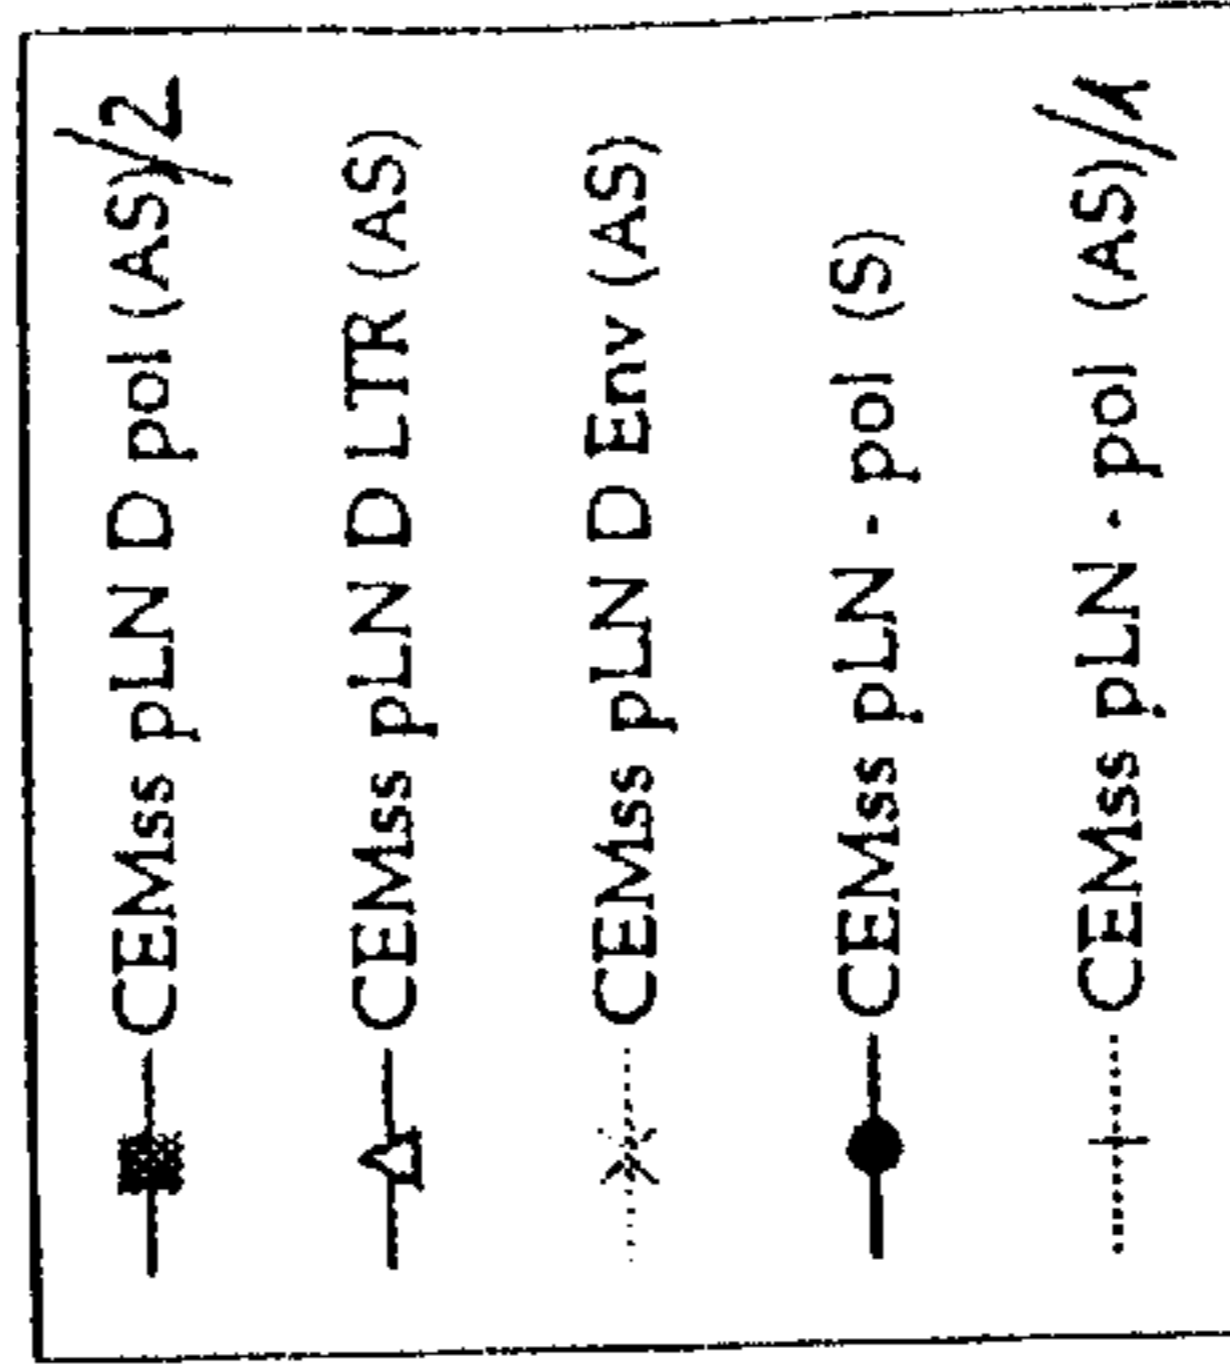 CEMss pLN D pol (AS)/2
CEMss pLN D LTR (AS)
CEMss pLN D Env (AS)
CEMss pLN - pol (S)
CEMss pLN - pol (AS)/1